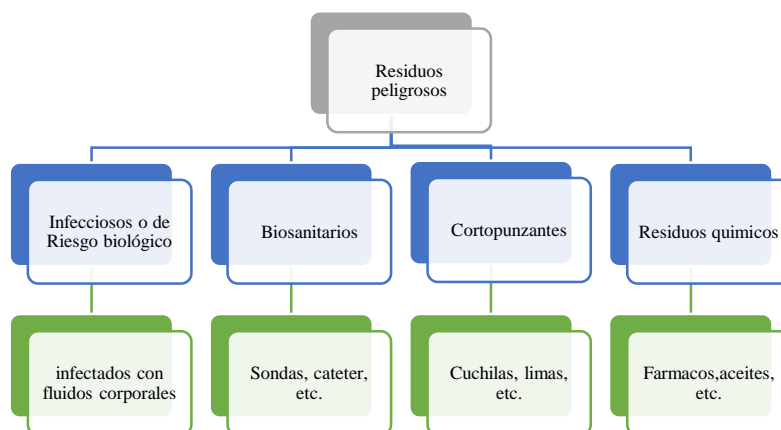 Residuos
peligrosos
Infecciosos o de
Riesgo biológico
Biosanitarios
Cortopunzantes
Residuos quimicos
infectados con
fluidos corporales
Sondas, cateter,
etc.
Cuchilas, limas,
etc.
Farmacos,aceites,
etc.